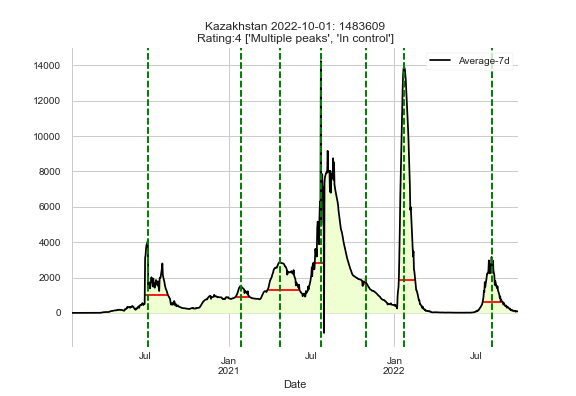 Kazakhstan 2022-10-01: 1483609
Rating:4 ['Multiple peaks', 'In control']
Average-7d
14000
12000
10000
8000
6000
4000
2000
0
Jul
Jan
2021
Jul
Jan
2022
Jul
Date